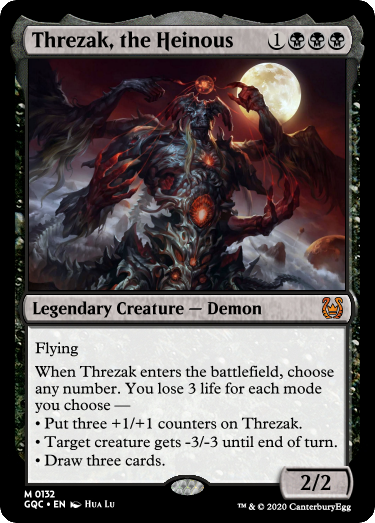 Threzak, the Heinous 1
Legendary Creature — Demon
Flying
When Threzak enters the battlefield, choose
any number. You lose 3 life for each mode
you choose —
• Put three +1/+1 counters on Threzak.
• Target creature gets -3/-3 until end of turn.
• Draw three cards.
2/2
M 0132
GQC • EN Hua Lu
™ & © 2020 CanterburyEgg